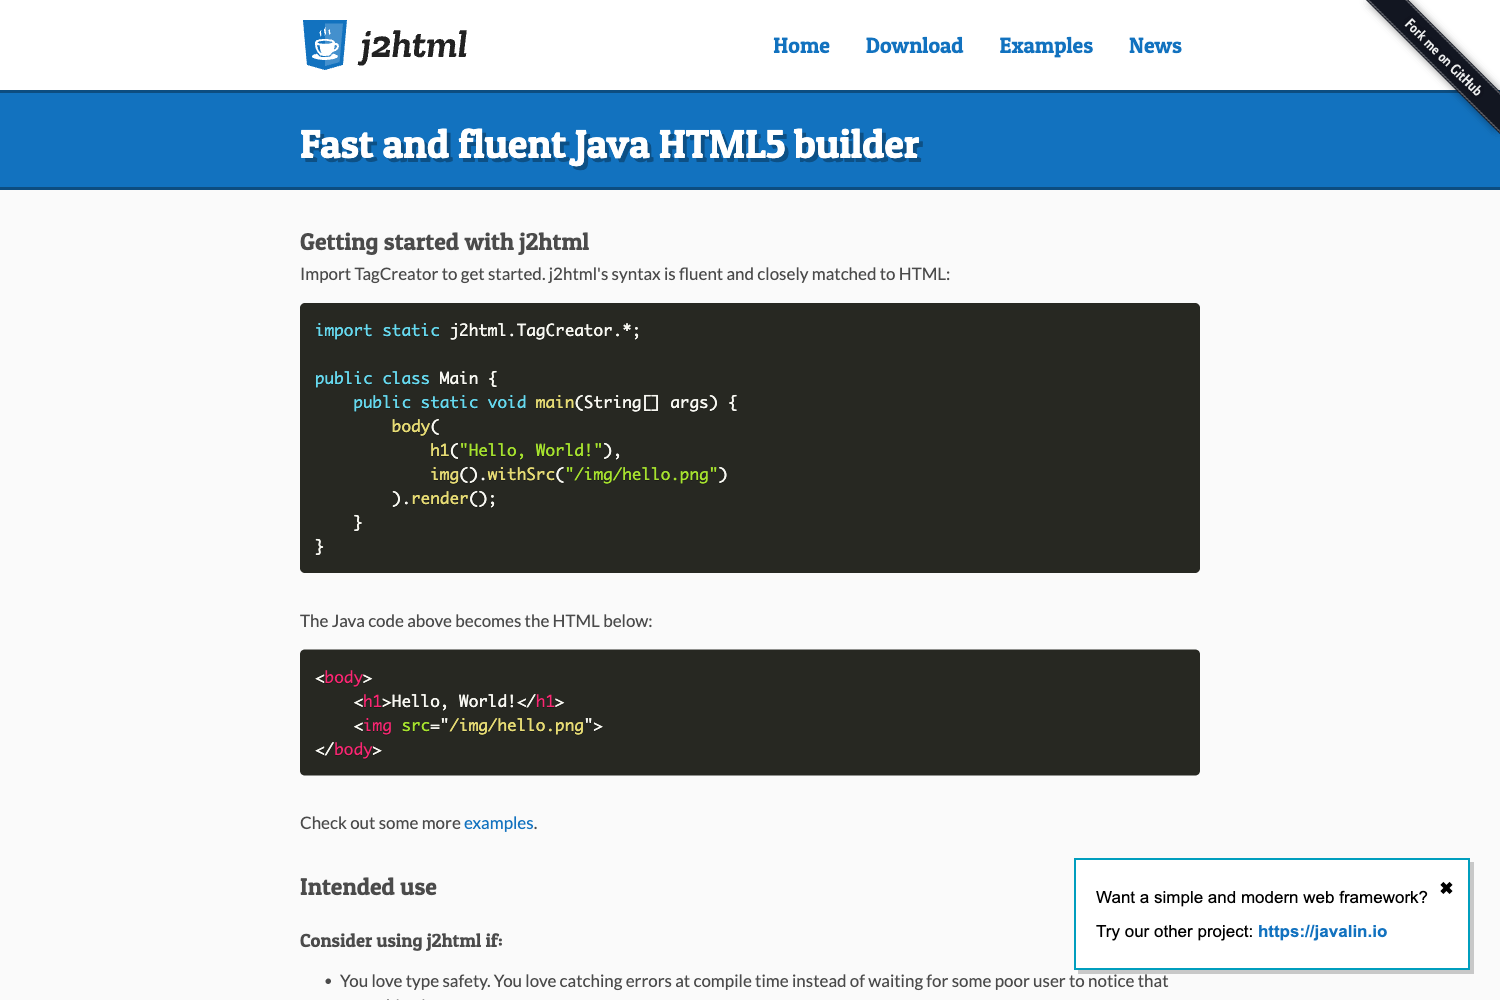 j2html
Home Download Examples News
Fork me on GitHub
Fast and fluent Java HTML5 builder
Getting started with j2html
Import TagCreator to get started. j2html's syntax is fluent and closely matched to HTML:
import static j2html.TagCreator.*;
public class Main {
    public static void main(String[] args) {
        body(
            h1("Hello, World!"),
            img().withSrc("/img/hello.png")
        ).render();
    }
}
The Java code above becomes the HTML below:
<body>
    <h1>Hello, World!</h1>
    <img src="/img/hello.png">
</body>
Check out some more examples.
Intended use
Consider using j2html if:
• You love type safety. You love catching errors at compile time instead of waiting for some poor user to notice that
Want a simple and modern web framework? ✖
Try our other project: https://javalin.io